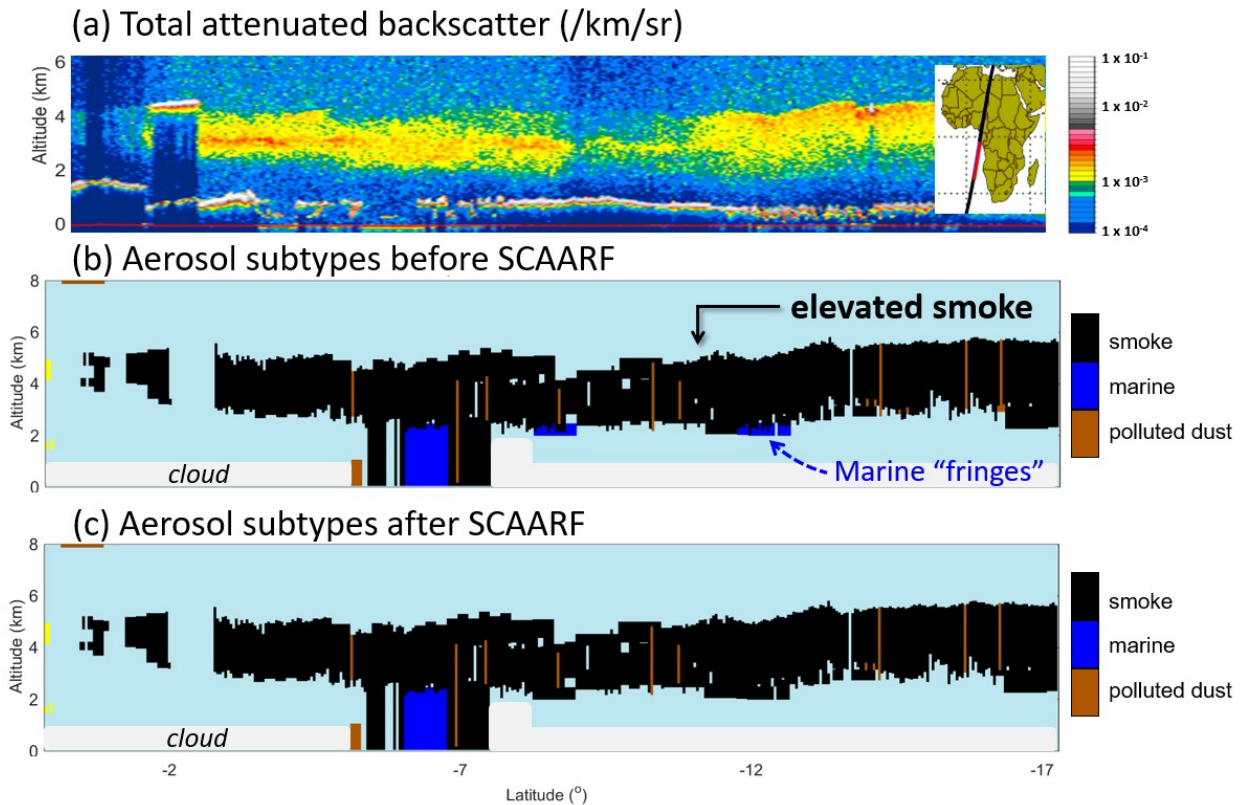 (a) Total attenuated backscatter (/km/sr)
Altitude (km)
6
4
2
0
1 x 10⁻¹
1 x 10⁻²
1 x 10⁻³
1 x 10⁻⁴
(b) Aerosol subtypes before SCAARF
Altitude (km)
8
6
4
2
0
elevated smoke
cloud
Marine “fringes”
smoke
marine
polluted dust
(c) Aerosol subtypes after SCAARF
Altitude (km)
8
6
4
2
0
cloud
smoke
marine
polluted dust
-2 -7 -12 -17
Latitude (°)